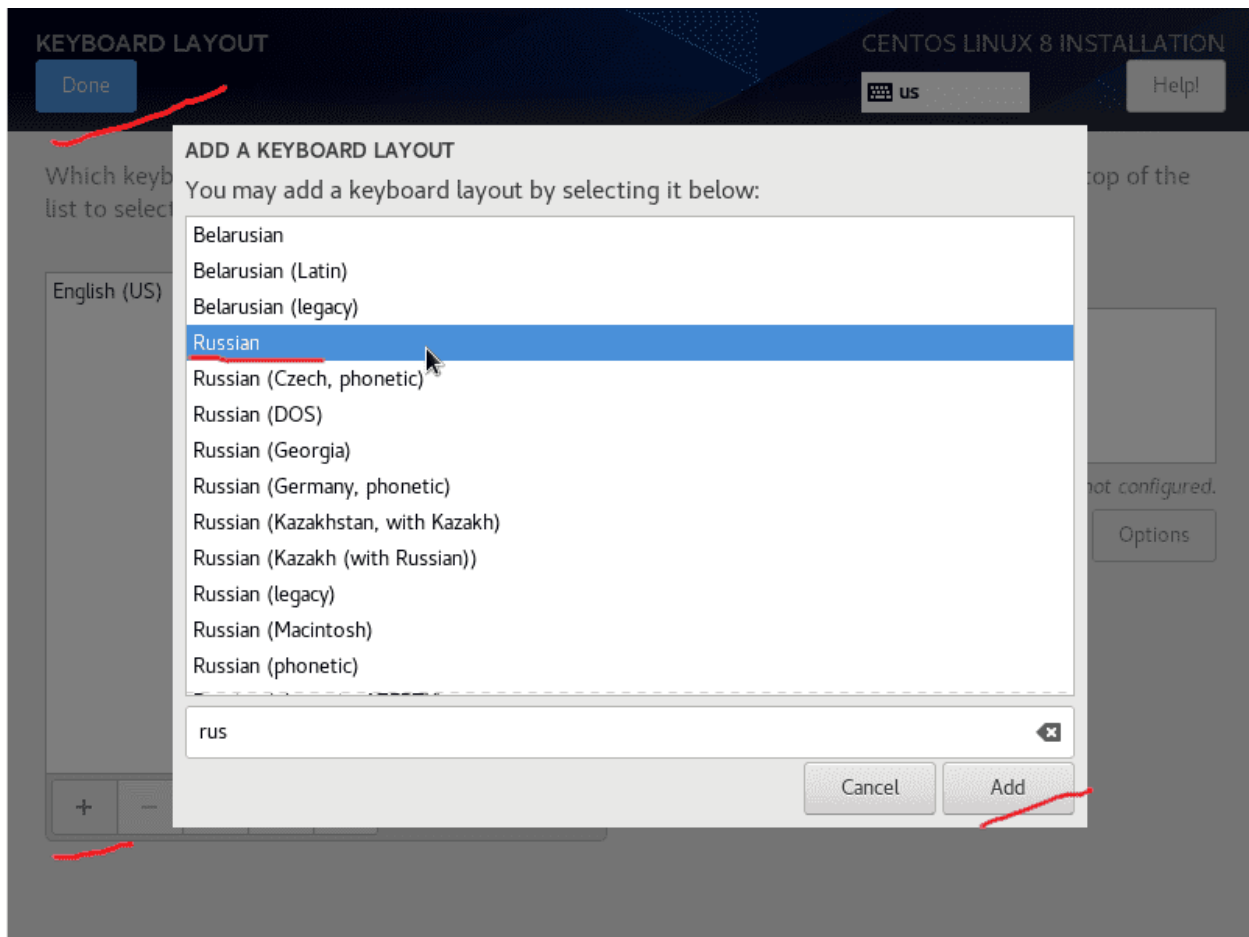 KEYBOARD LAYOUT
CENTOS LINUX 8 INSTALLATION
Done
us
Help!
Which keyb
top of the
list to select
ADD A KEYBOARD LAYOUT
You may add a keyboard layout by selecting it below:
Belarusian
Belarusian (Latin)
Belarusian (legacy)
Russian
Russian (Czech, phonetic)
Russian (DOS)
Russian (Georgia)
Russian (Germany, phonetic)
Russian (Kazakhstan, with Kazakh)
Russian (Kazakh (with Russian))
Russian (legacy)
Russian (Macintosh)
Russian (phonetic)
English (US)
not configured.
Options
rus
Cancel
Add